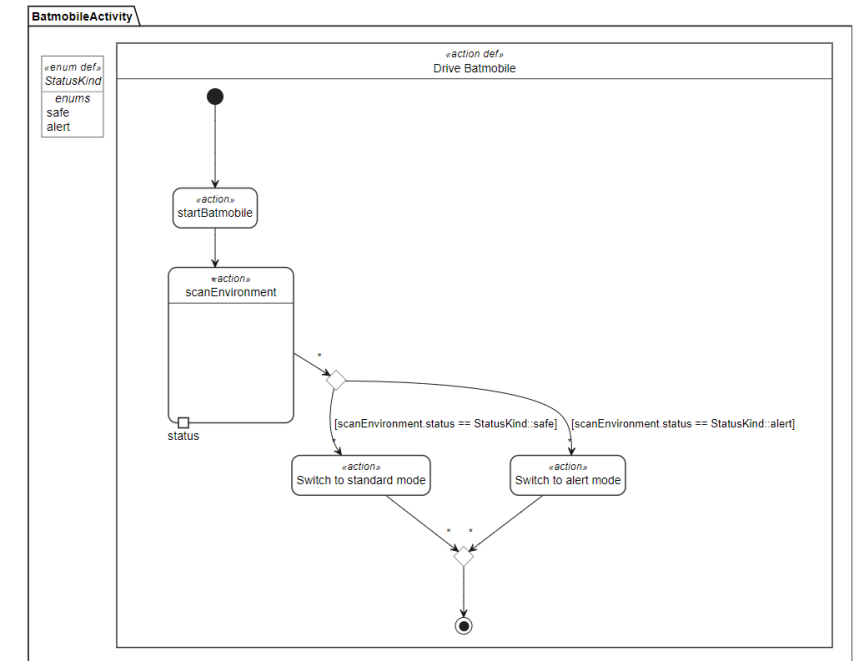 BatmobileActivity
«enum def»
StatusKind
enums
safe
alert
«action def»
Drive Batmobile
«action»
startBatmobile
«action»
scanEnvironment
*
status
[scanEnvironment.status == StatusKind::safe]
[scanEnvironment.status == StatusKind::alert]
*
*
«action»
Switch to standard mode
«action»
Switch to alert mode
*
*